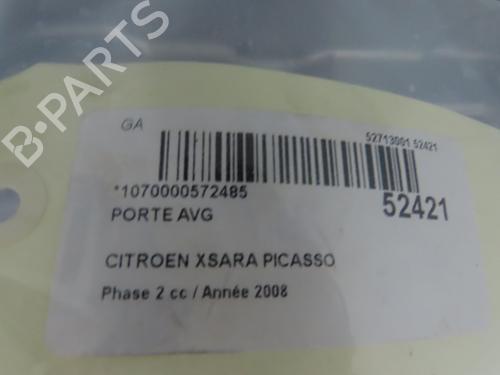 B-PARTS
GA
52713001 52421
*1070000572485
52421
PORTE AVG
CITROEN XSARA PICASSO
Phase 2 cc / Année 2008